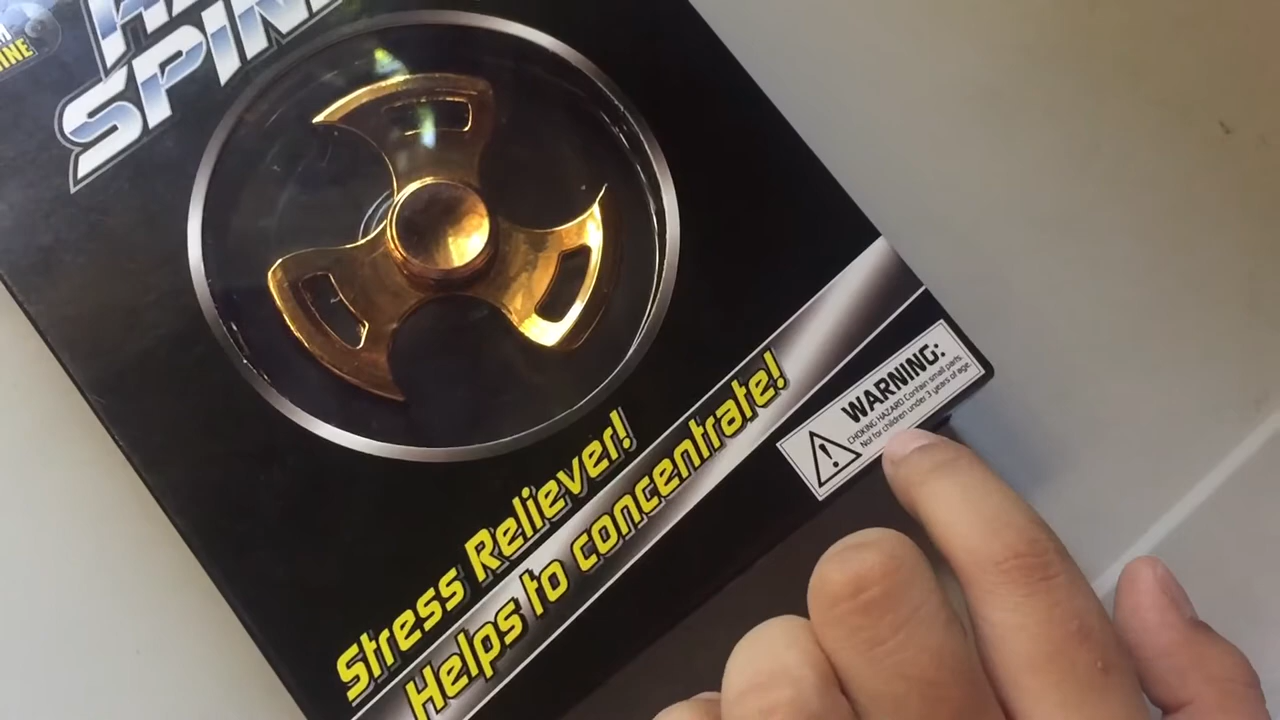 SPIN
Stress Reliever!
Helps to concentrate!
WARNING:
CHOKING HAZARD Contain small parts.
Not for children under 3 years of age.